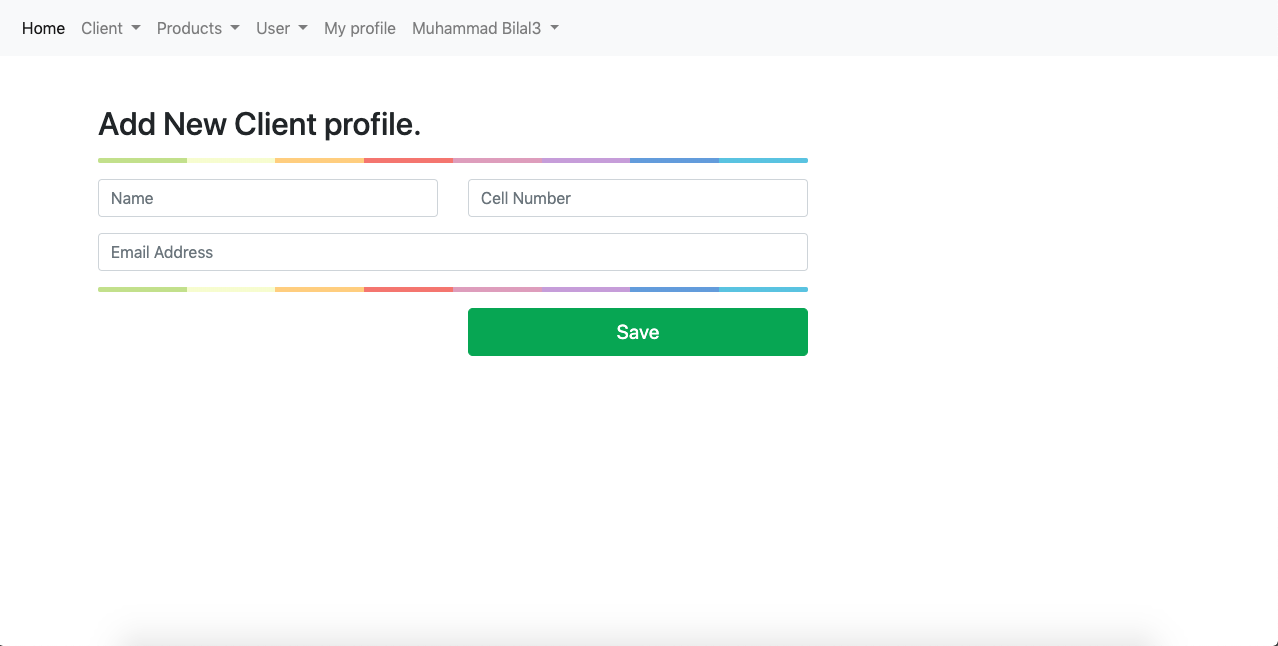 Home Client Products User My profile Muhammad Bilal3
Add New Client profile.
Name Cell Number
Email Address
Save